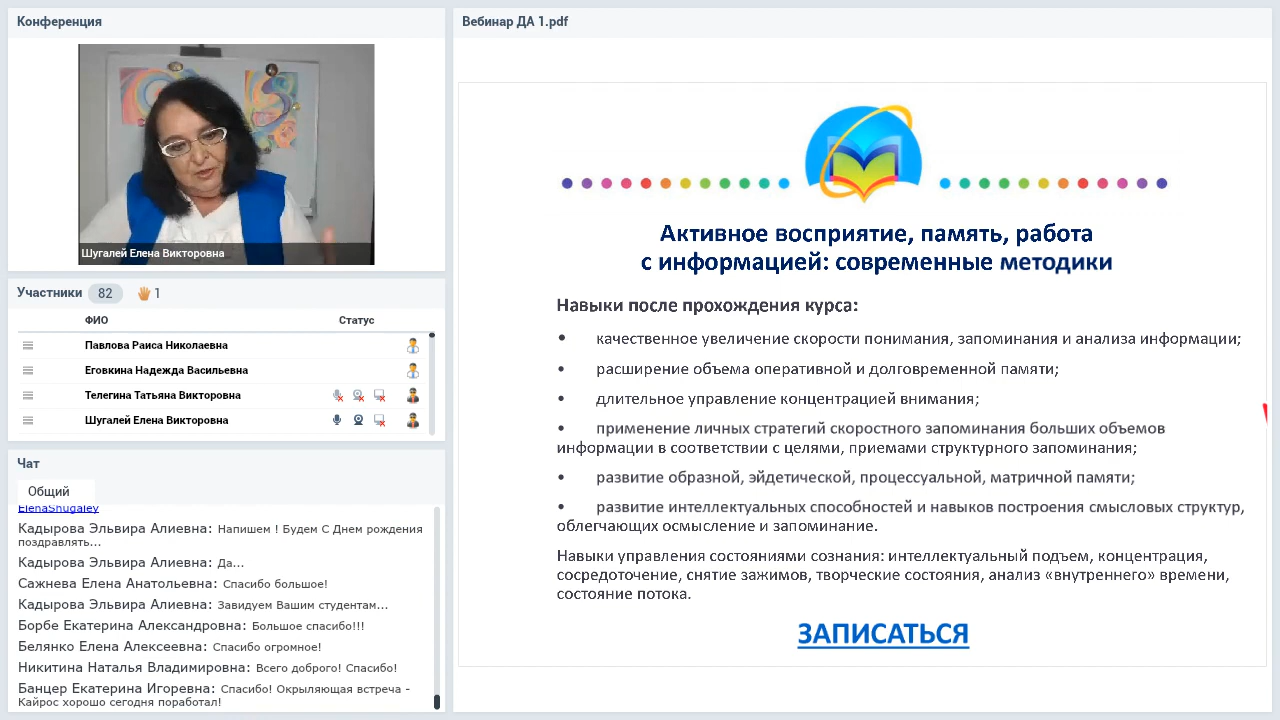 Конференция
Шугалей Елена Викторовна
Участники 82 1
ФИО Статус
Павлова Раиса Николаевна
Еговкина Надежда Васильевна
Телегина Татьяна Викторовна
Шугалей Елена Викторовна
Чат
Общий
ElenaShugaley
Кадырова Эльвира Алиевна: Напишем ! Будем С Днем рождения
поздравлять...
Кадырова Эльвира Алиевна: Да...
Сажнева Елена Анатольевна: Спасибо большое!
Кадырова Эльвира Алиевна: Завидуем Вашим студентам...
Борбе Екатерина Александровна: Большое спасибо!!!
Белянко Елена Алексеевна: Спасибо огромное!
Никитина Наталья Владимировна: Всего доброго! Спасибо!
Банцер Екатерина Игоревна: Спасибо! Окрыляющая встреча -
Кайрос хорошо сегодня поработал!
Вебинар ДА 1.pdf
Активное восприятие, память, работа
с информацией: современные методики
Навыки после прохождения курса:
• качественное увеличение скорости понимания, запоминания и анализа информации;
• расширение объема оперативной и долговременной памяти;
• длительное управление концентрацией внимания;
• применение личных стратегий скоростного запоминания больших объемов
информации в соответствии с целями, приемами структурного запоминания;
• развитие образной, эйдетической, процессуальной, матричной памяти;
• развитие интеллектуальных способностей и навыков построения смысловых структур,
облегчающих осмысление и запоминание.
Навыки управления состояниями сознания: интеллектуальный подъем, концентрация,
сосредоточение, снятие зажимов, творческие состояния, анализ «внутреннего» времени,
состояние потока.
ЗАПИСАТЬСЯ